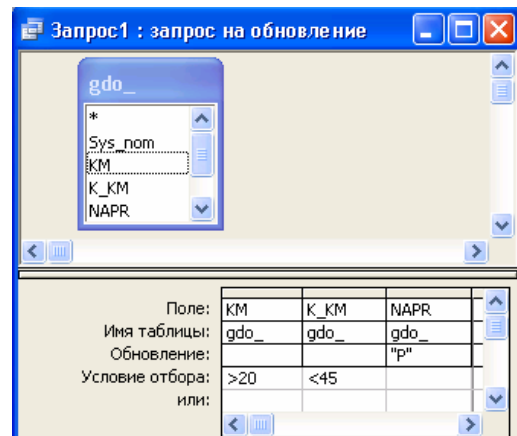 Запрос1 : запрос на обновление
gdo_
*
Sys_nom
KM
K_KM
NAPR
Поле: KM K_KM NAPR
Имя таблицы: gdo_ gdo_ gdo_
Обновление: "P"
Условие отбора: >20 <45
или: